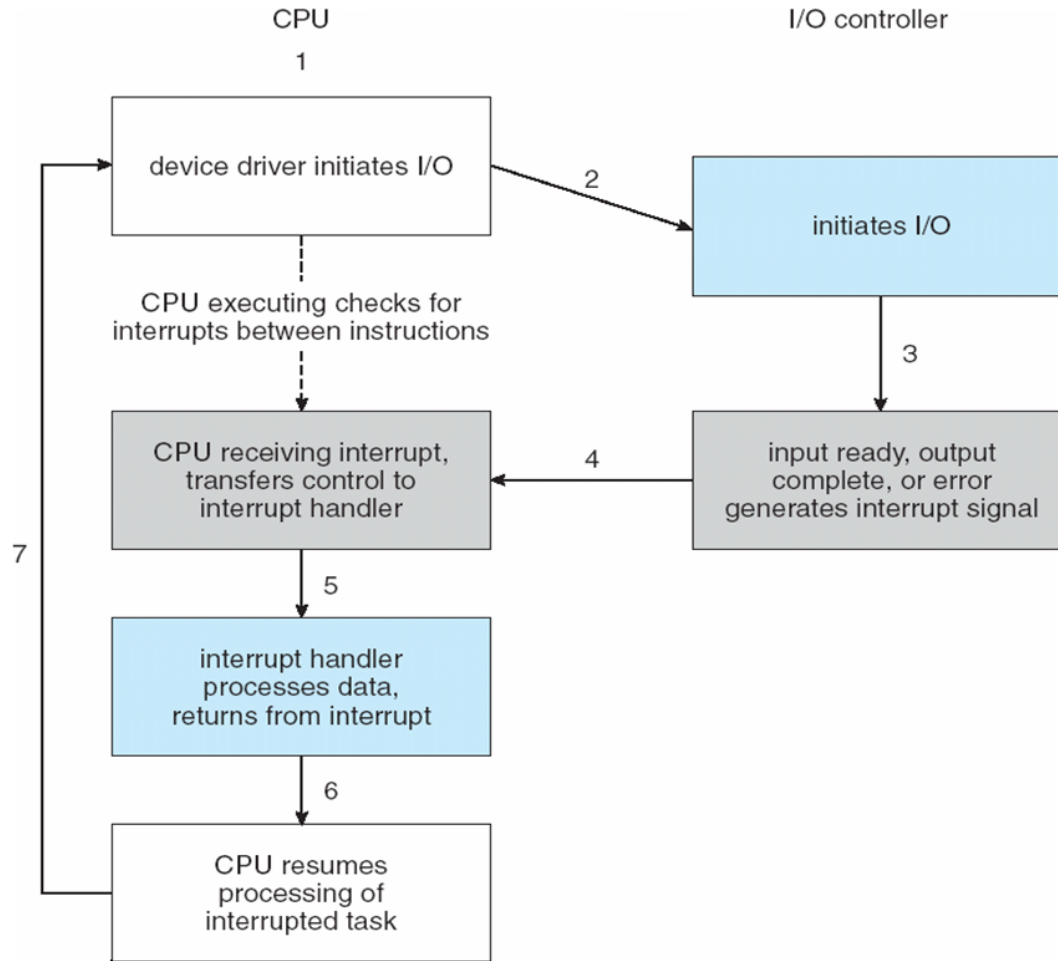 CPU
I/O controller
1
device driver initiates I/O
2
initiates I/O
CPU executing checks for
interrupts between instructions
3
CPU receiving interrupt,
transfers control to
interrupt handler
4
input ready, output
complete, or error
generates interrupt signal
7
5
interrupt handler
processes data,
returns from interrupt
6
CPU resumes
processing of
interrupted task